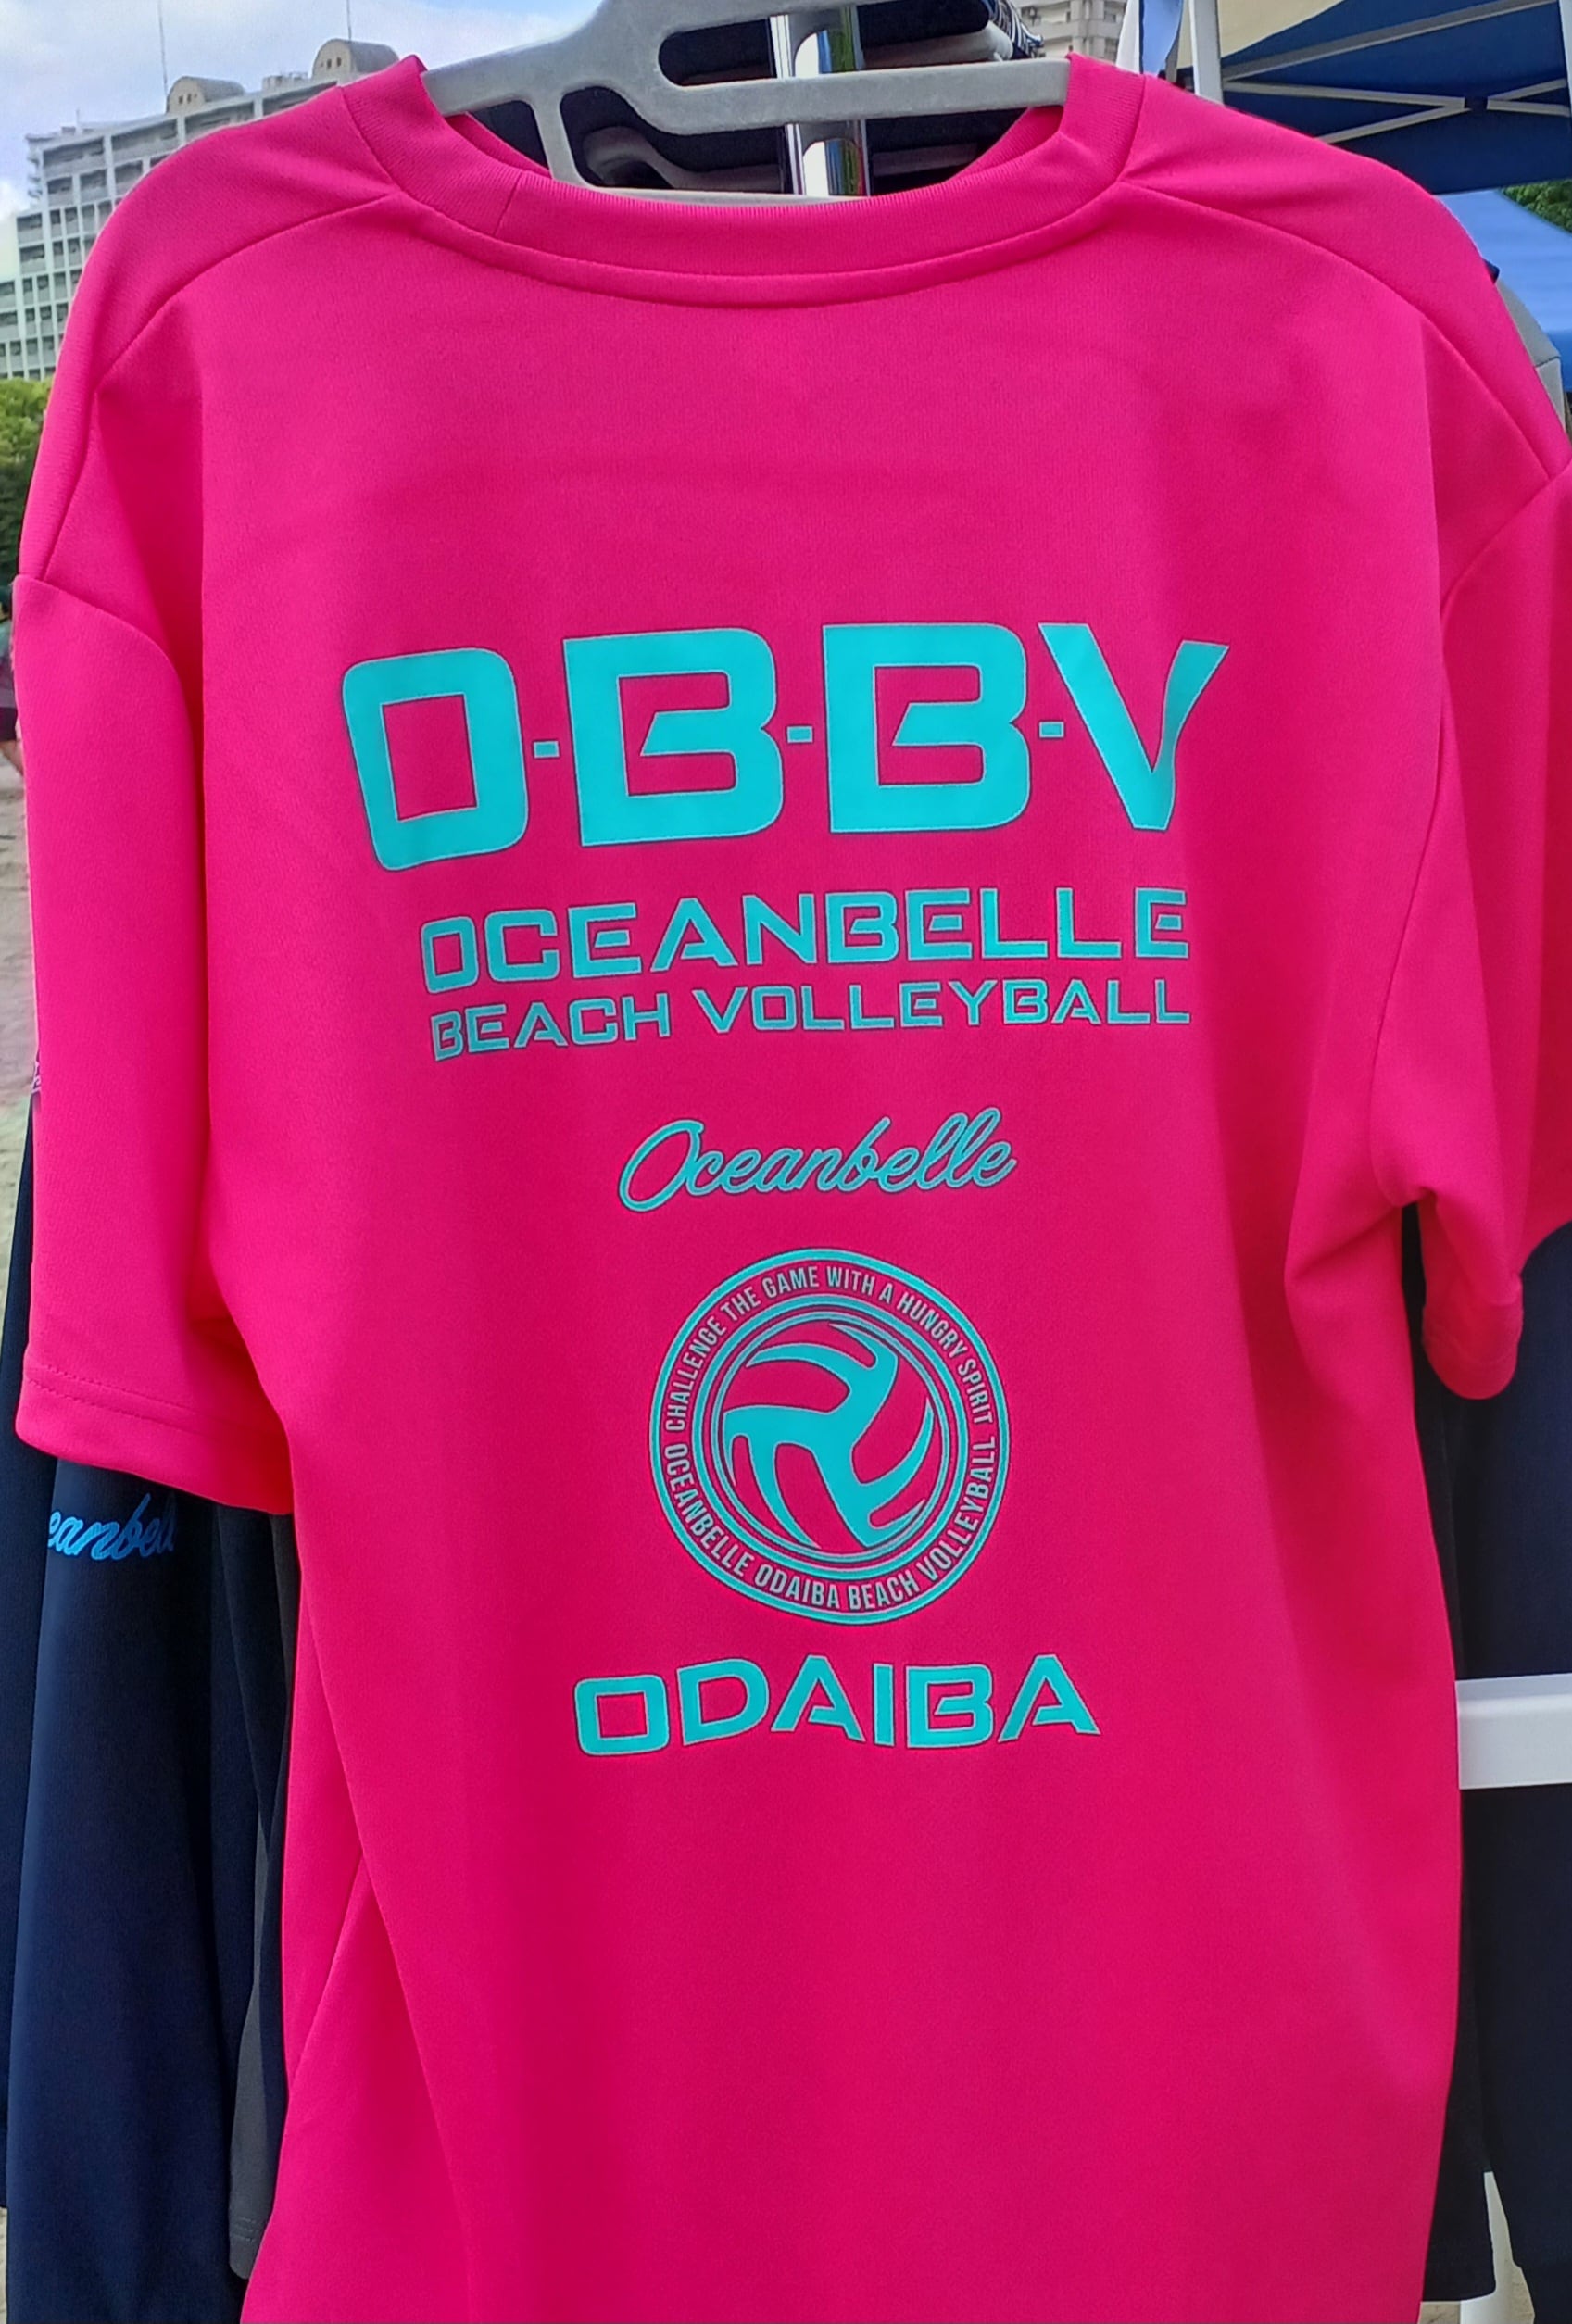 O-B-B-V
OCEANBELLE
BEACH VOLLEYBALL
Oceanbelle
CHALLENGE THE GAME WITH A HUNGRY SPIRIT
OCEANBELLE ODAIBA BEACH VOLLEYBALL
ODAIBA